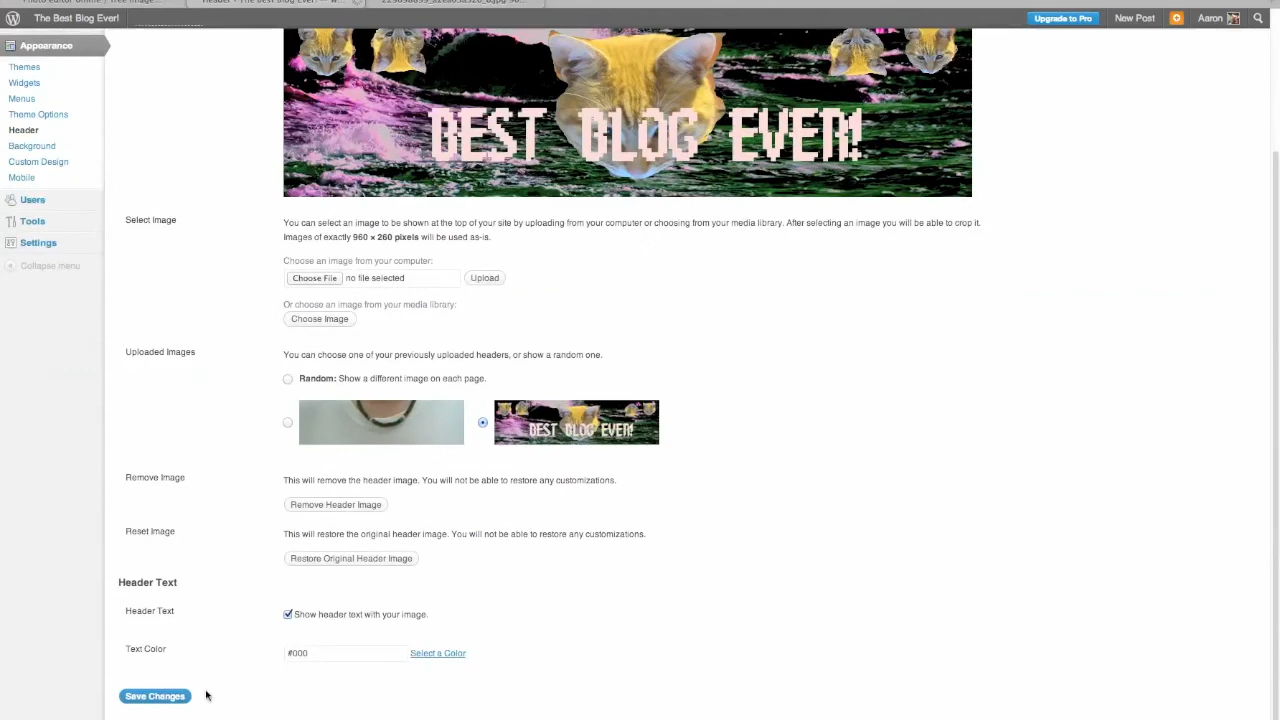 The Best Blog Ever!
Upgrade to Pro
New Post
Aaron
Appearance
Themes
Widgets
Menus
Theme Options
Header
Background
Custom Design
Mobile
Users
Tools
Settings
Collapse menu
BEST BLOG EVER!
Select Image
You can select an image to be shown at the top of your site by uploading from your computer or choosing from your media library. After selecting an image you will be able to crop it.
Images of exactly 960 × 260 pixels will be used as-is.
Choose an image from your computer:
Choose File no file selected Upload
Or choose an image from your media library:
Choose Image
Uploaded Images
You can choose one of your previously uploaded headers, or show a random one.
Random: Show a different image on each page.
BEST BLOG EVER!
Remove Image
This will remove the header image. You will not be able to restore any customizations.
Remove Header Image
Reset Image
This will restore the original header image. You will not be able to restore any customizations.
Restore Original Header Image
Header Text
Header Text
Show header text with your image.
Text Color
#000 Select a Color
Save Changes